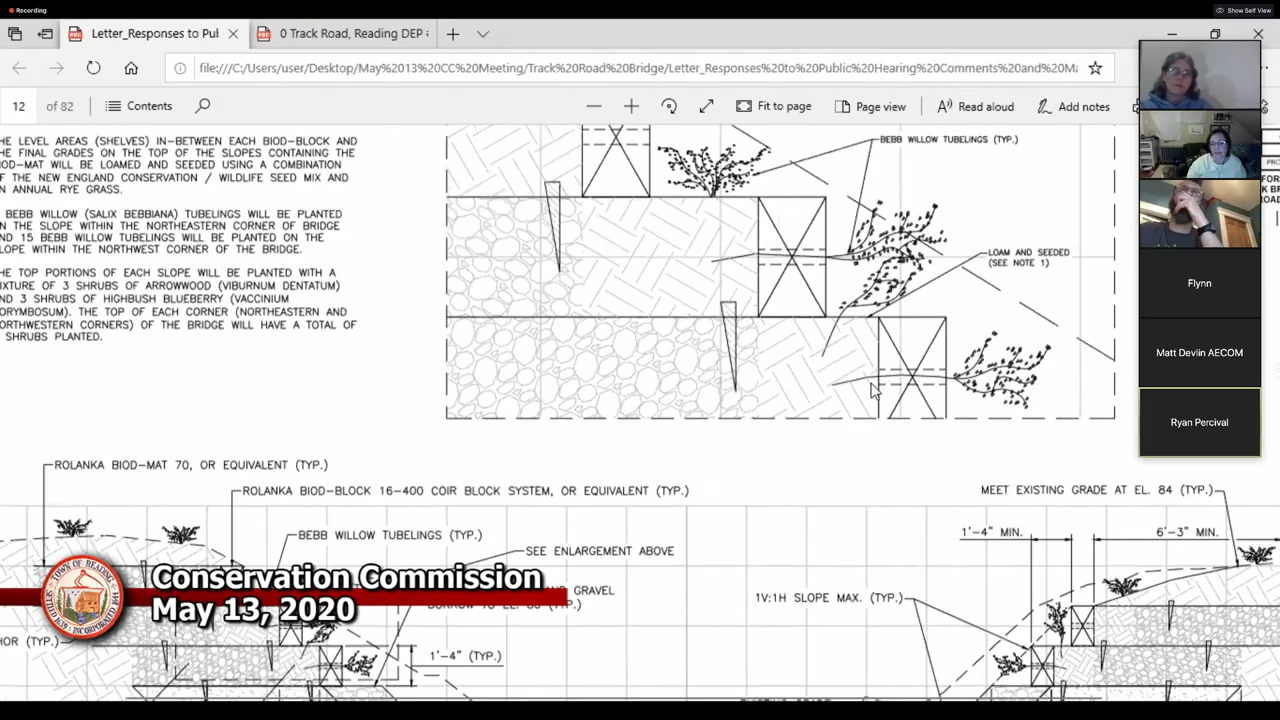 Recording
Show Self View
Letter_Responses to Pul
0 Track Road, Reading DEP
file:///C:/Users/user/Desktop/May%2013%20CC%20Meeting/Track%20Road%20Bridge/Letter_Responses%20to%20Public%20Hearing%20Comments%20and%20Ma
12 of 82
Contents
Fit to page
Page view
Read aloud
Add notes
HE LEVEL AREAS (SHELVES) IN-BETWEEN EACH BIOD-BLOCK AND
HE FINAL GRADES ON THE TOP OF THE SLOPES CONTAINING THE
OD-MAT WILL BE LOAMED AND SEEDED USING A COMBINATION
F THE NEW ENGLAND CONSERVATION / WILDLIFE SEED MIX AND
N ANNUAL RYE GRASS.
BEBB WILLOW (SALIX BEBBIANA) TUBELINGS WILL BE PLANTED
N THE SLOPE WITHIN THE NORTHEASTERN CORNER OF BRIDGE
ND 15 BEBB WILLOW TUBELINGS WILL BE PLANTED ON THE
LOPE WITHIN THE NORTHWEST CORNER OF THE BRIDGE.
HE TOP PORTIONS OF EACH SLOPE WILL BE PLANTED WITH A
IXTURE OF 3 SHRUBS OF ARROWWOOD (VIBURNUM DENTATUM)
ND 3 SHRUBS OF HIGHBUSH BLUEBERRY (VACCINIUM
ORYMBOSUM). THE TOP OF EACH CORNER (NORTHEASTERN AND
ORTHWESTERN CORNERS) OF THE BRIDGE WILL HAVE A TOTAL OF
SHRUBS PLANTED.
BEBB WILLOW TUBELINGS (TYP.)
LOAM AND SEEDED
(SEE NOTE 1)
Flynn
Matt Devlin AECOM
Ryan Percival
ROLANKA BIOD-MAT 70, OR EQUIVALENT (TYP.)
ROLANKA BIOD-BLOCK 16-400 COIR BLOCK SYSTEM, OR EQUIVALENT (TYP.)
BEBB WILLOW TUBELINGS (TYP.)
SEE ENLARGEMENT ABOVE
GRAVEL
MEET EXISTING GRADE AT EL. 84 (TYP.)
1'-4" MIN.
6'-3" MIN.
1V:1H SLOPE MAX. (TYP.)
HOR (TYP.)
1'-4" (TYP.)
TOWN OF READING
Conservation Commission
May 13, 2020